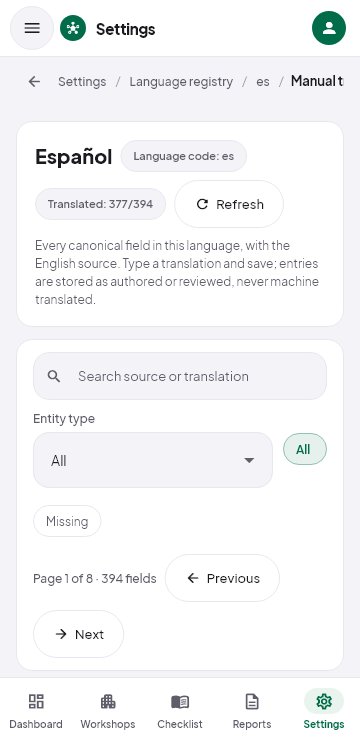 Settings
Settings / Language registry / es / Manual
Español
Language code: es
Translated: 377/394
Refresh
Every canonical field in this language, with the
English source. Type a translation and save; entries
are stored as authored or reviewed, never machine
translated.
Search source or translation
Entity type
All
All
Missing
Page 1 of 8 · 394 fields
Previous
Next
Dashboard
Workshops
Checklist
Reports
Settings